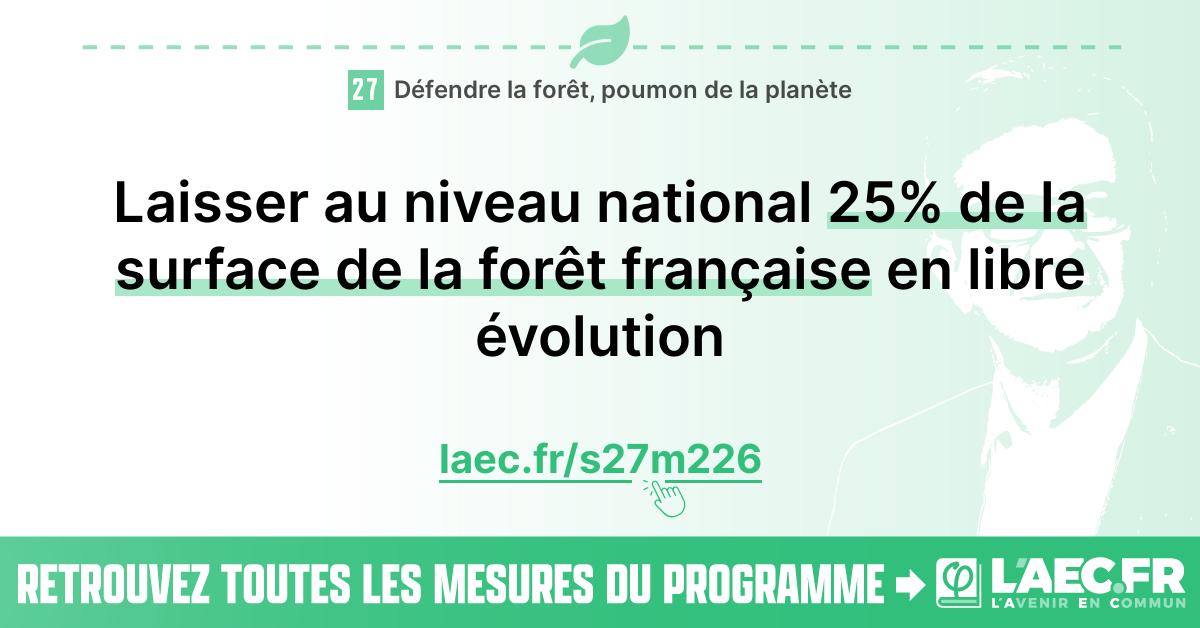 27 Défendre la forêt, poumon de la planète
Laisser au niveau national 25% de la
surface de la forêt française en libre
évolution
laec.fr/s27m226
RETROUVEZ TOUTES LES MESURES DU PROGRAMME
L'AEC.FR
L'AVENIR EN COMMUN